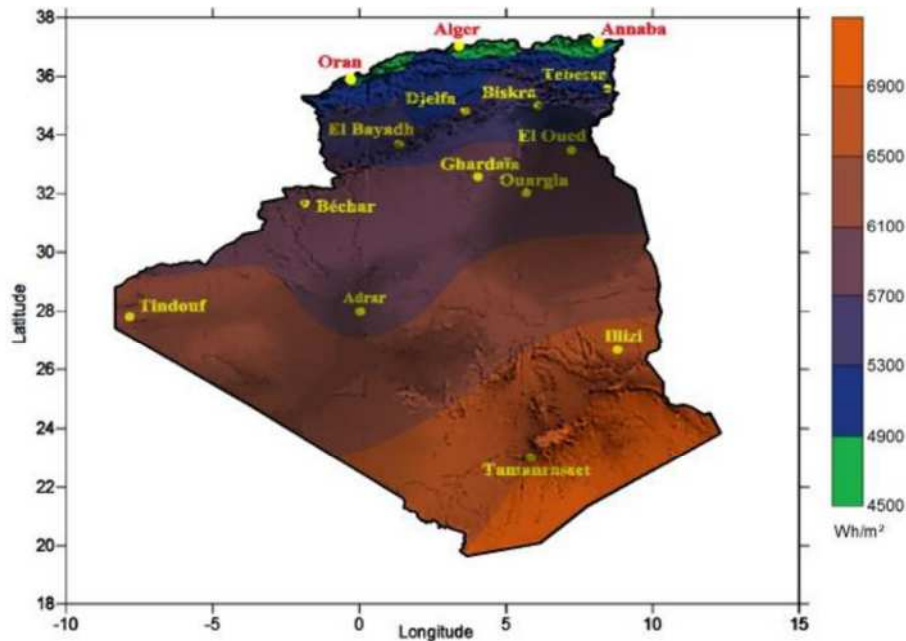 38
36
34
32
30
28
26
24
22
20
18
Latitude
-10
-5
0
5
10
15
Longitude
Oran
Alger
Annaba
Tebessa
Djelfa
Biskra
El Bayadh
El Oued
Ghardaïa
Ouargla
Béchar
Adrar
Tindouf
Illizi
Tamanrasset
6900
6500
6100
5700
5300
4900
4500
Wh/m²